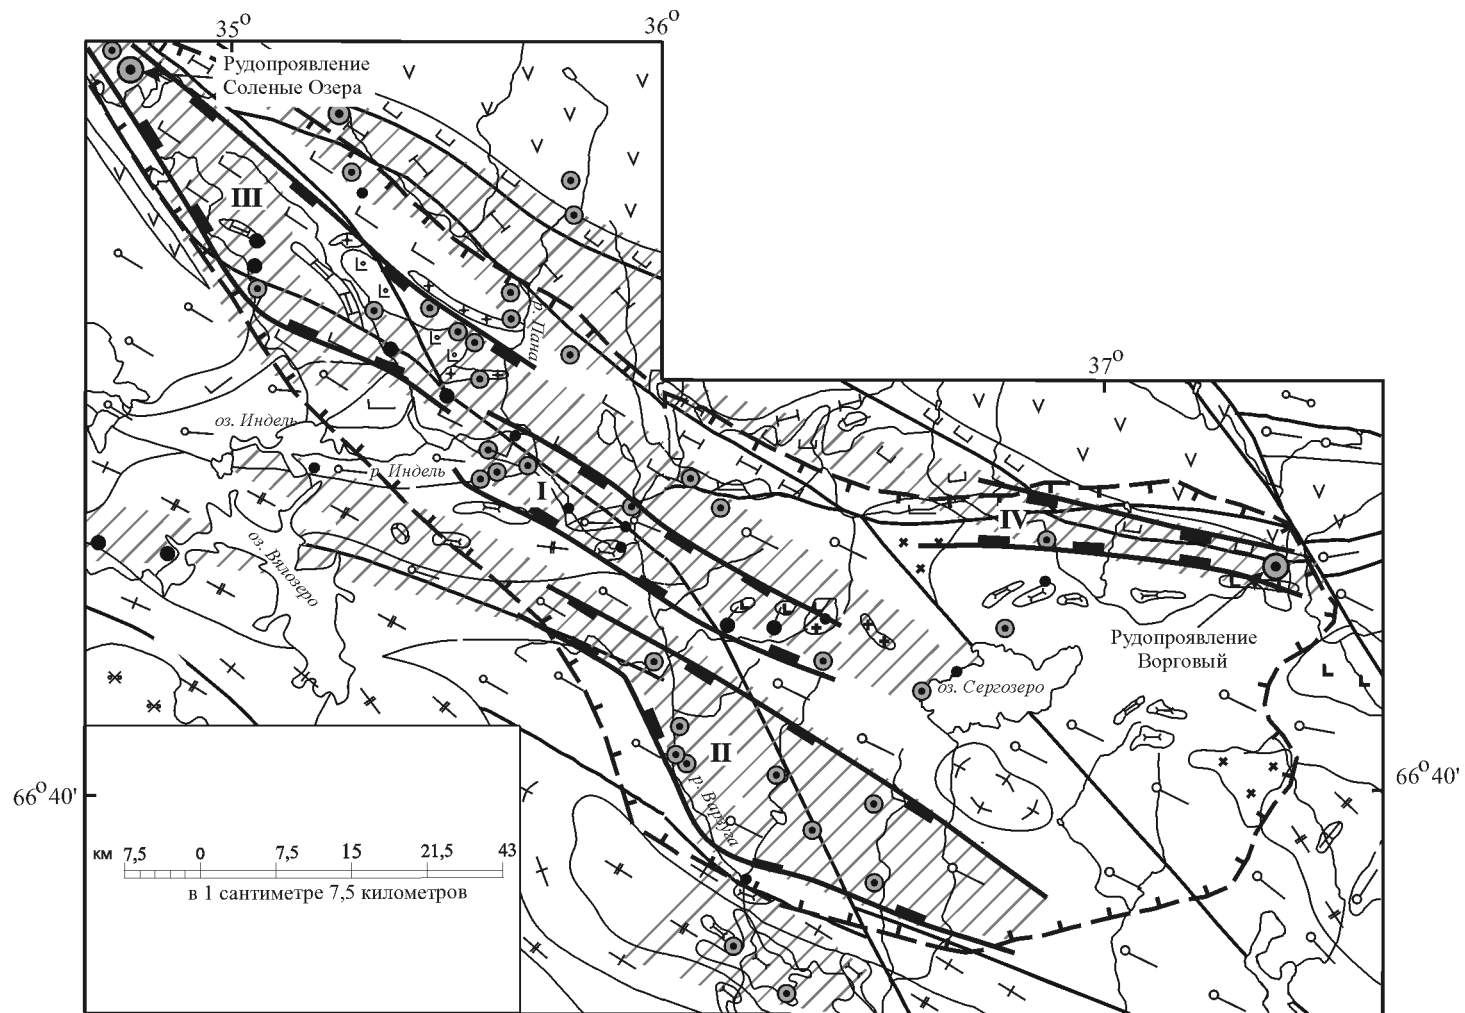 35°
36°
Рудопроявление
Соленые Озера
III
р. Цана
37°
оз. Индель
р. Индель
I
IV
оз. Вялозеро
Рудопроявление
Ворговый
оз. Сергозеро
II
р. Варзуга
66°40'
66°40'
км 7,5 0 7,5 15 21,5 43
в 1 сантиметре 7,5 километров